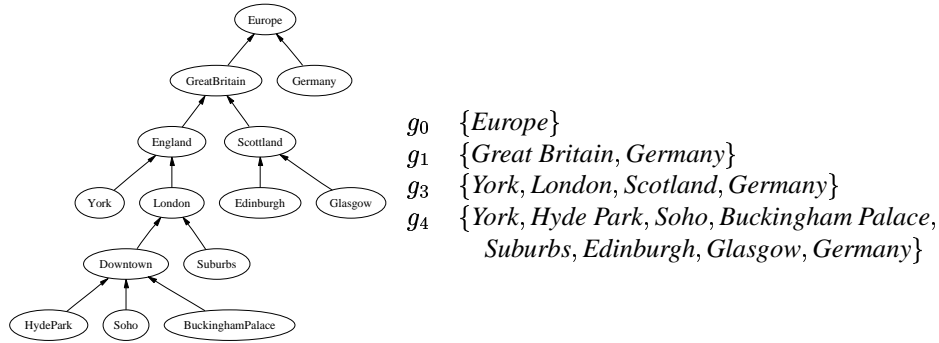 Europe
GreatBritain
Germany
England
Scottland
York
London
Edinburgh
Glasgow
Downtown
Suburbs
HydePark
Soho
BuckinghamPalace
g0 {Europe}
g1 {Great Britain, Germany}
g3 {York, London, Scotland, Germany}
g4 {York, Hyde Park, Soho, Buckingham Palace,
Suburbs, Edinburgh, Glasgow, Germany}